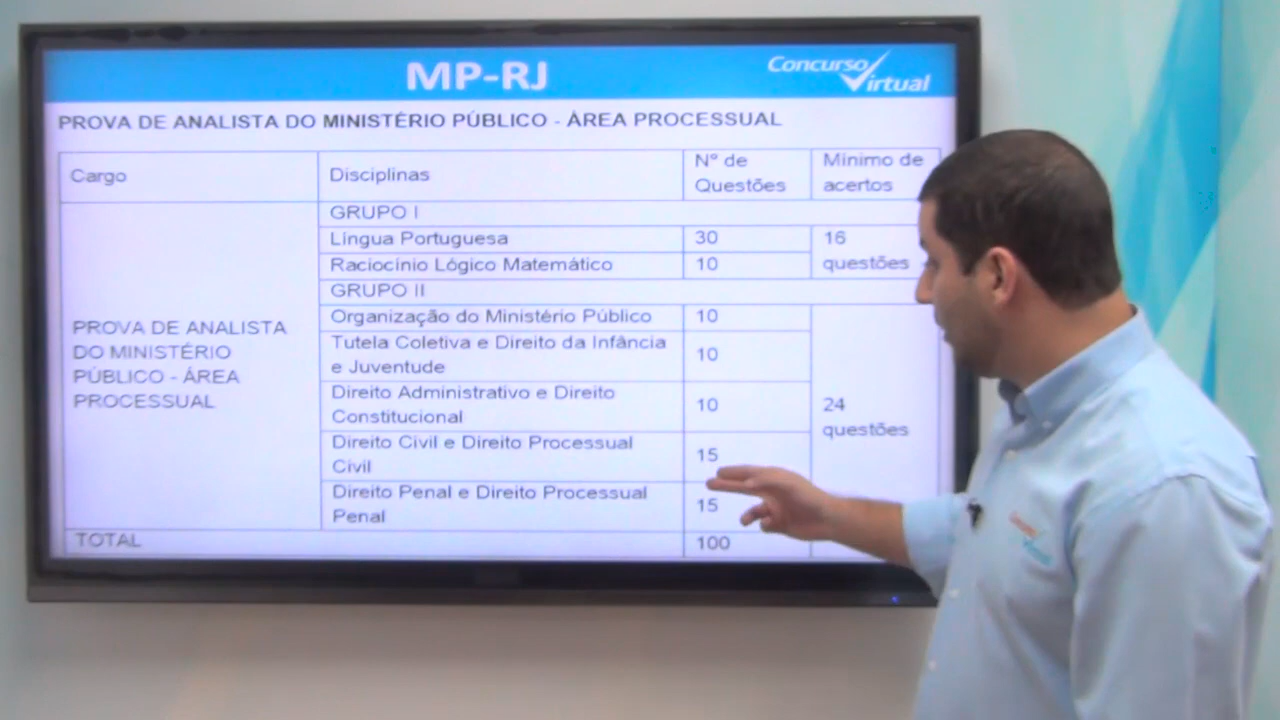 MP-RJ
Concurso Virtual
PROVA DE ANALISTA DO MINISTÉRIO PÚBLICO - ÁREA PROCESSUAL
Cargo
Disciplinas
Nº de
Questões
Mínimo de
acertos
GRUPO I
Língua Portuguesa
30
16
questões
Raciocínio Lógico Matemático
10
GRUPO II
PROVA DE ANALISTA
DO MINISTÉRIO
PÚBLICO - ÁREA
PROCESSUAL
Organização do Ministério Público
10
Tutela Coletiva e Direito da Infância
e Juventude
10
Direito Administrativo e Direito
Constitucional
10
24
questões
Direito Civil e Direito Processual
Civil
15
Direito Penal e Direito Processual
Penal
15
TOTAL
100